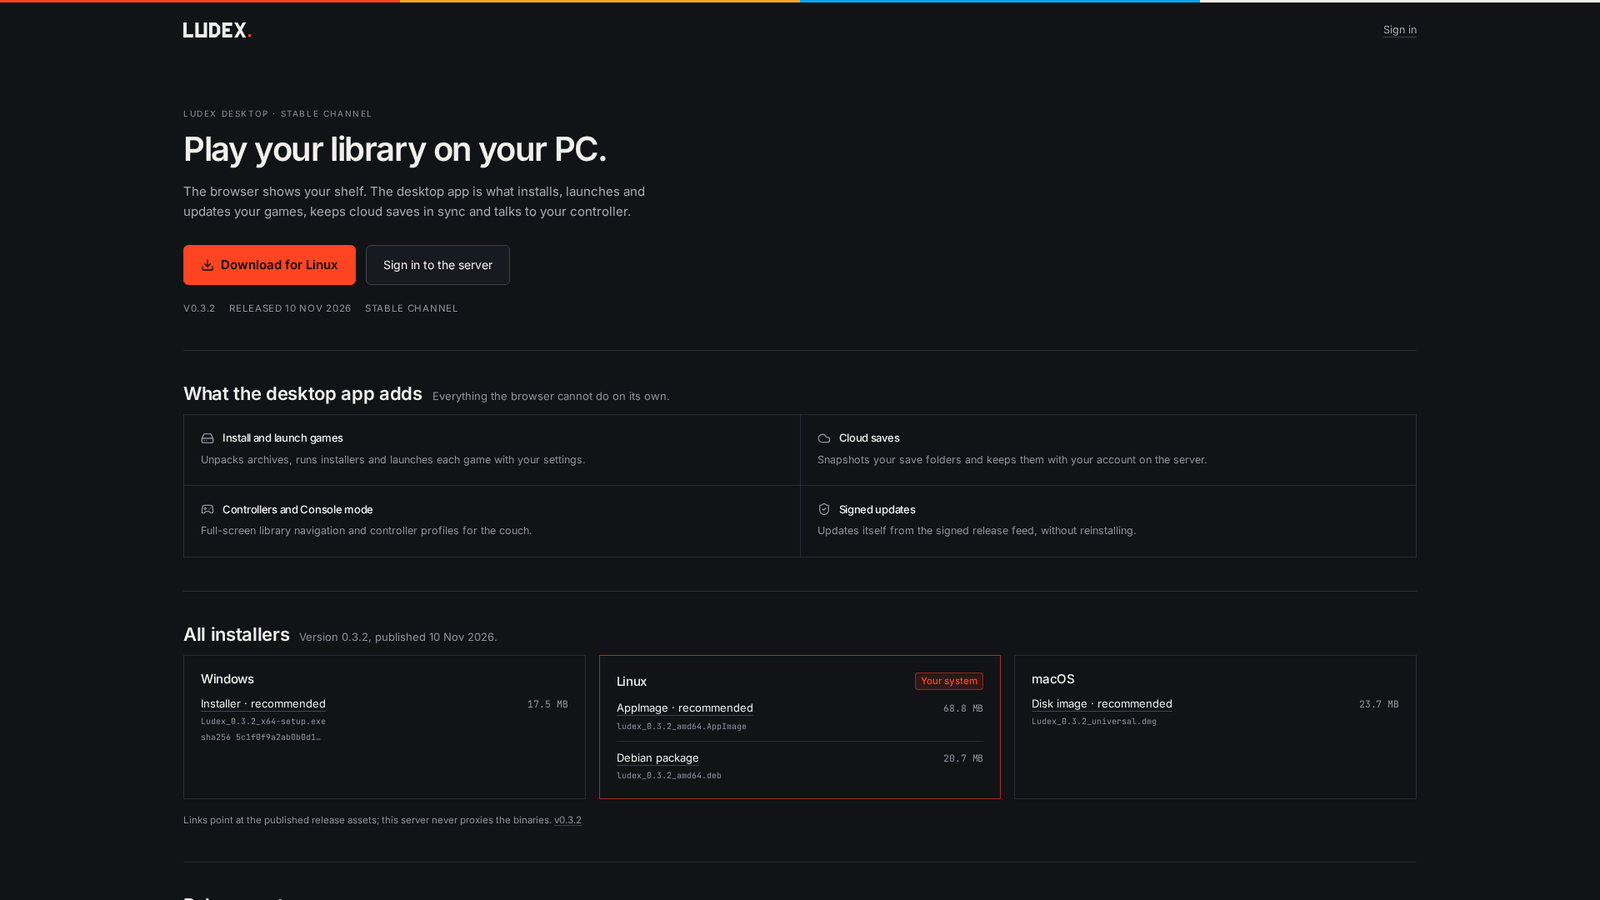 LUDEX.
Sign in
LUDEX DESKTOP · STABLE CHANNEL
Play your library on your PC.
The browser shows your shelf. The desktop app is what installs, launches and
updates your games, keeps cloud saves in sync and talks to your controller.
Download for Linux
Sign in to the server
V0.3.2 RELEASED 10 NOV 2026 STABLE CHANNEL
What the desktop app adds Everything the browser cannot do on its own.
Install and launch games
Unpacks archives, runs installers and launches each game with your settings.
Cloud saves
Snapshots your save folders and keeps them with your account on the server.
Controllers and Console mode
Full-screen library navigation and controller profiles for the couch.
Signed updates
Updates itself from the signed release feed, without reinstalling.
All installers Version 0.3.2, published 10 Nov 2026.
Windows
Installer · recommended 17.5 MB
Ludex_0.3.2_x64-setup.exe
sha256 5c1f0f9a2ab0b0d1…
Linux Your system
AppImage · recommended 68.8 MB
ludex_0.3.2_amd64.AppImage
Debian package 20.7 MB
ludex_0.3.2_amd64.deb
macOS
Disk image · recommended 23.7 MB
Ludex_0.3.2_universal.dmg
Links point at the published release assets; this server never proxies the binaries. v0.3.2